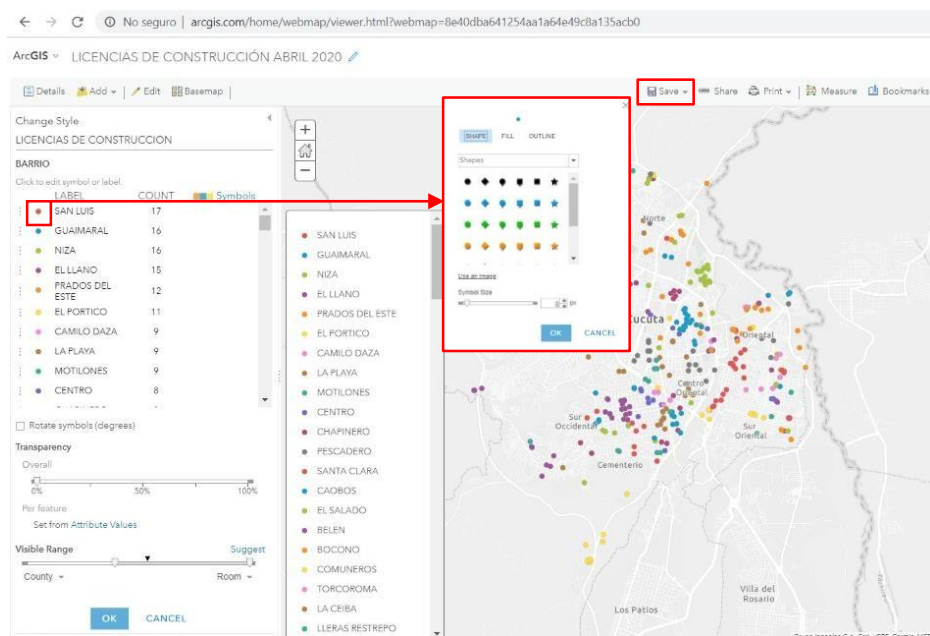 No seguro | arcgis.com/home/webmap/viewer.html?webmap=8e40dba641254aa1a64e49c8a135acb0
ArcGIS LICENCIAS DE CONSTRUCCIÓN ABRIL 2020
Details Add Edit Basemap
Save Share Print Measure Bookmarks
Change Style
LICENCIAS DE CONSTRUCCION
BARRIO
Click to edit symbol or label.
LABEL COUNT Symbols
SAN LUIS 17
GUAIMARAL 16
NIZA 16
EL LLANO 15
PRADOS DEL ESTE 12
EL PORTICO 11
CAMILO DAZA 9
LA PLAYA 9
MOTILONES 9
CENTRO 8
Rotate symbols (degrees)
Transparency
Overall
0% 50% 100%
Per feature
Set from Attribute Values
Visible Range Suggest
County Room
OK CANCEL
SAN LUIS
GUAIMARAL
NIZA
EL LLANO
PRADOS DEL ESTE
EL PORTICO
CAMILO DAZA
LA PLAYA
MOTILONES
CENTRO
CHAPINERO
PESCADERO
SANTA CLARA
CAOBOS
EL SALADO
BELEN
BOCONO
COMUNEROS
TORCOROMA
LA CEIBA
LLERAS RESTREPO
SHAPE FILL OUTLINE
Shapes
Use an Image
Symbol Size
px
OK CANCEL
Norte
Cucuta
Oriental
Centro
Oriental
Sur
Occidental
Sur
Oriental
Cementerio
Villa del
Rosario
Los Patios